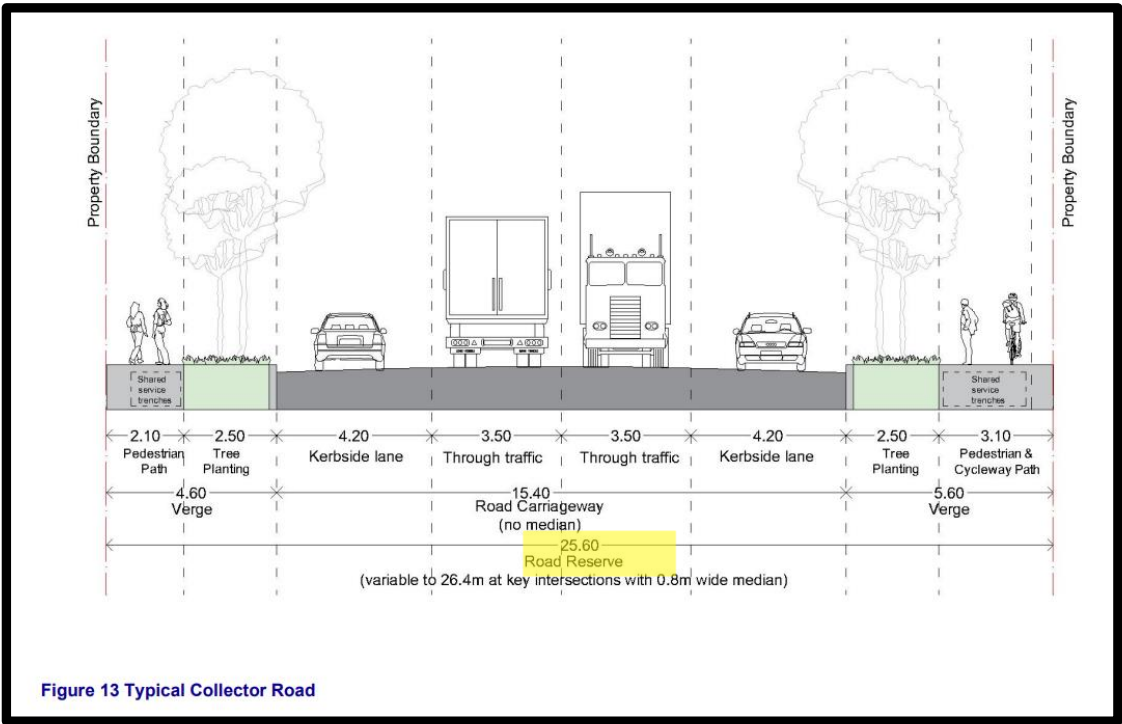 Property Boundary
Property Boundary
Shared
service
trenches
Shared
service
trenches
2.10
2.50
4.20
3.50
3.50
4.20
2.50
3.10
Pedestrian
Path
Tree
Planting
Kerbside lane
Through traffic
Through traffic
Kerbside lane
Tree
Planting
Pedestrian &
Cycleway Path
4.60
Verge
15.40
Road Carriageway
(no median)
5.60
Verge
25.60
Road Reserve
(variable to 26.4m at key intersections with 0.8m wide median)
Figure 13 Typical Collector Road